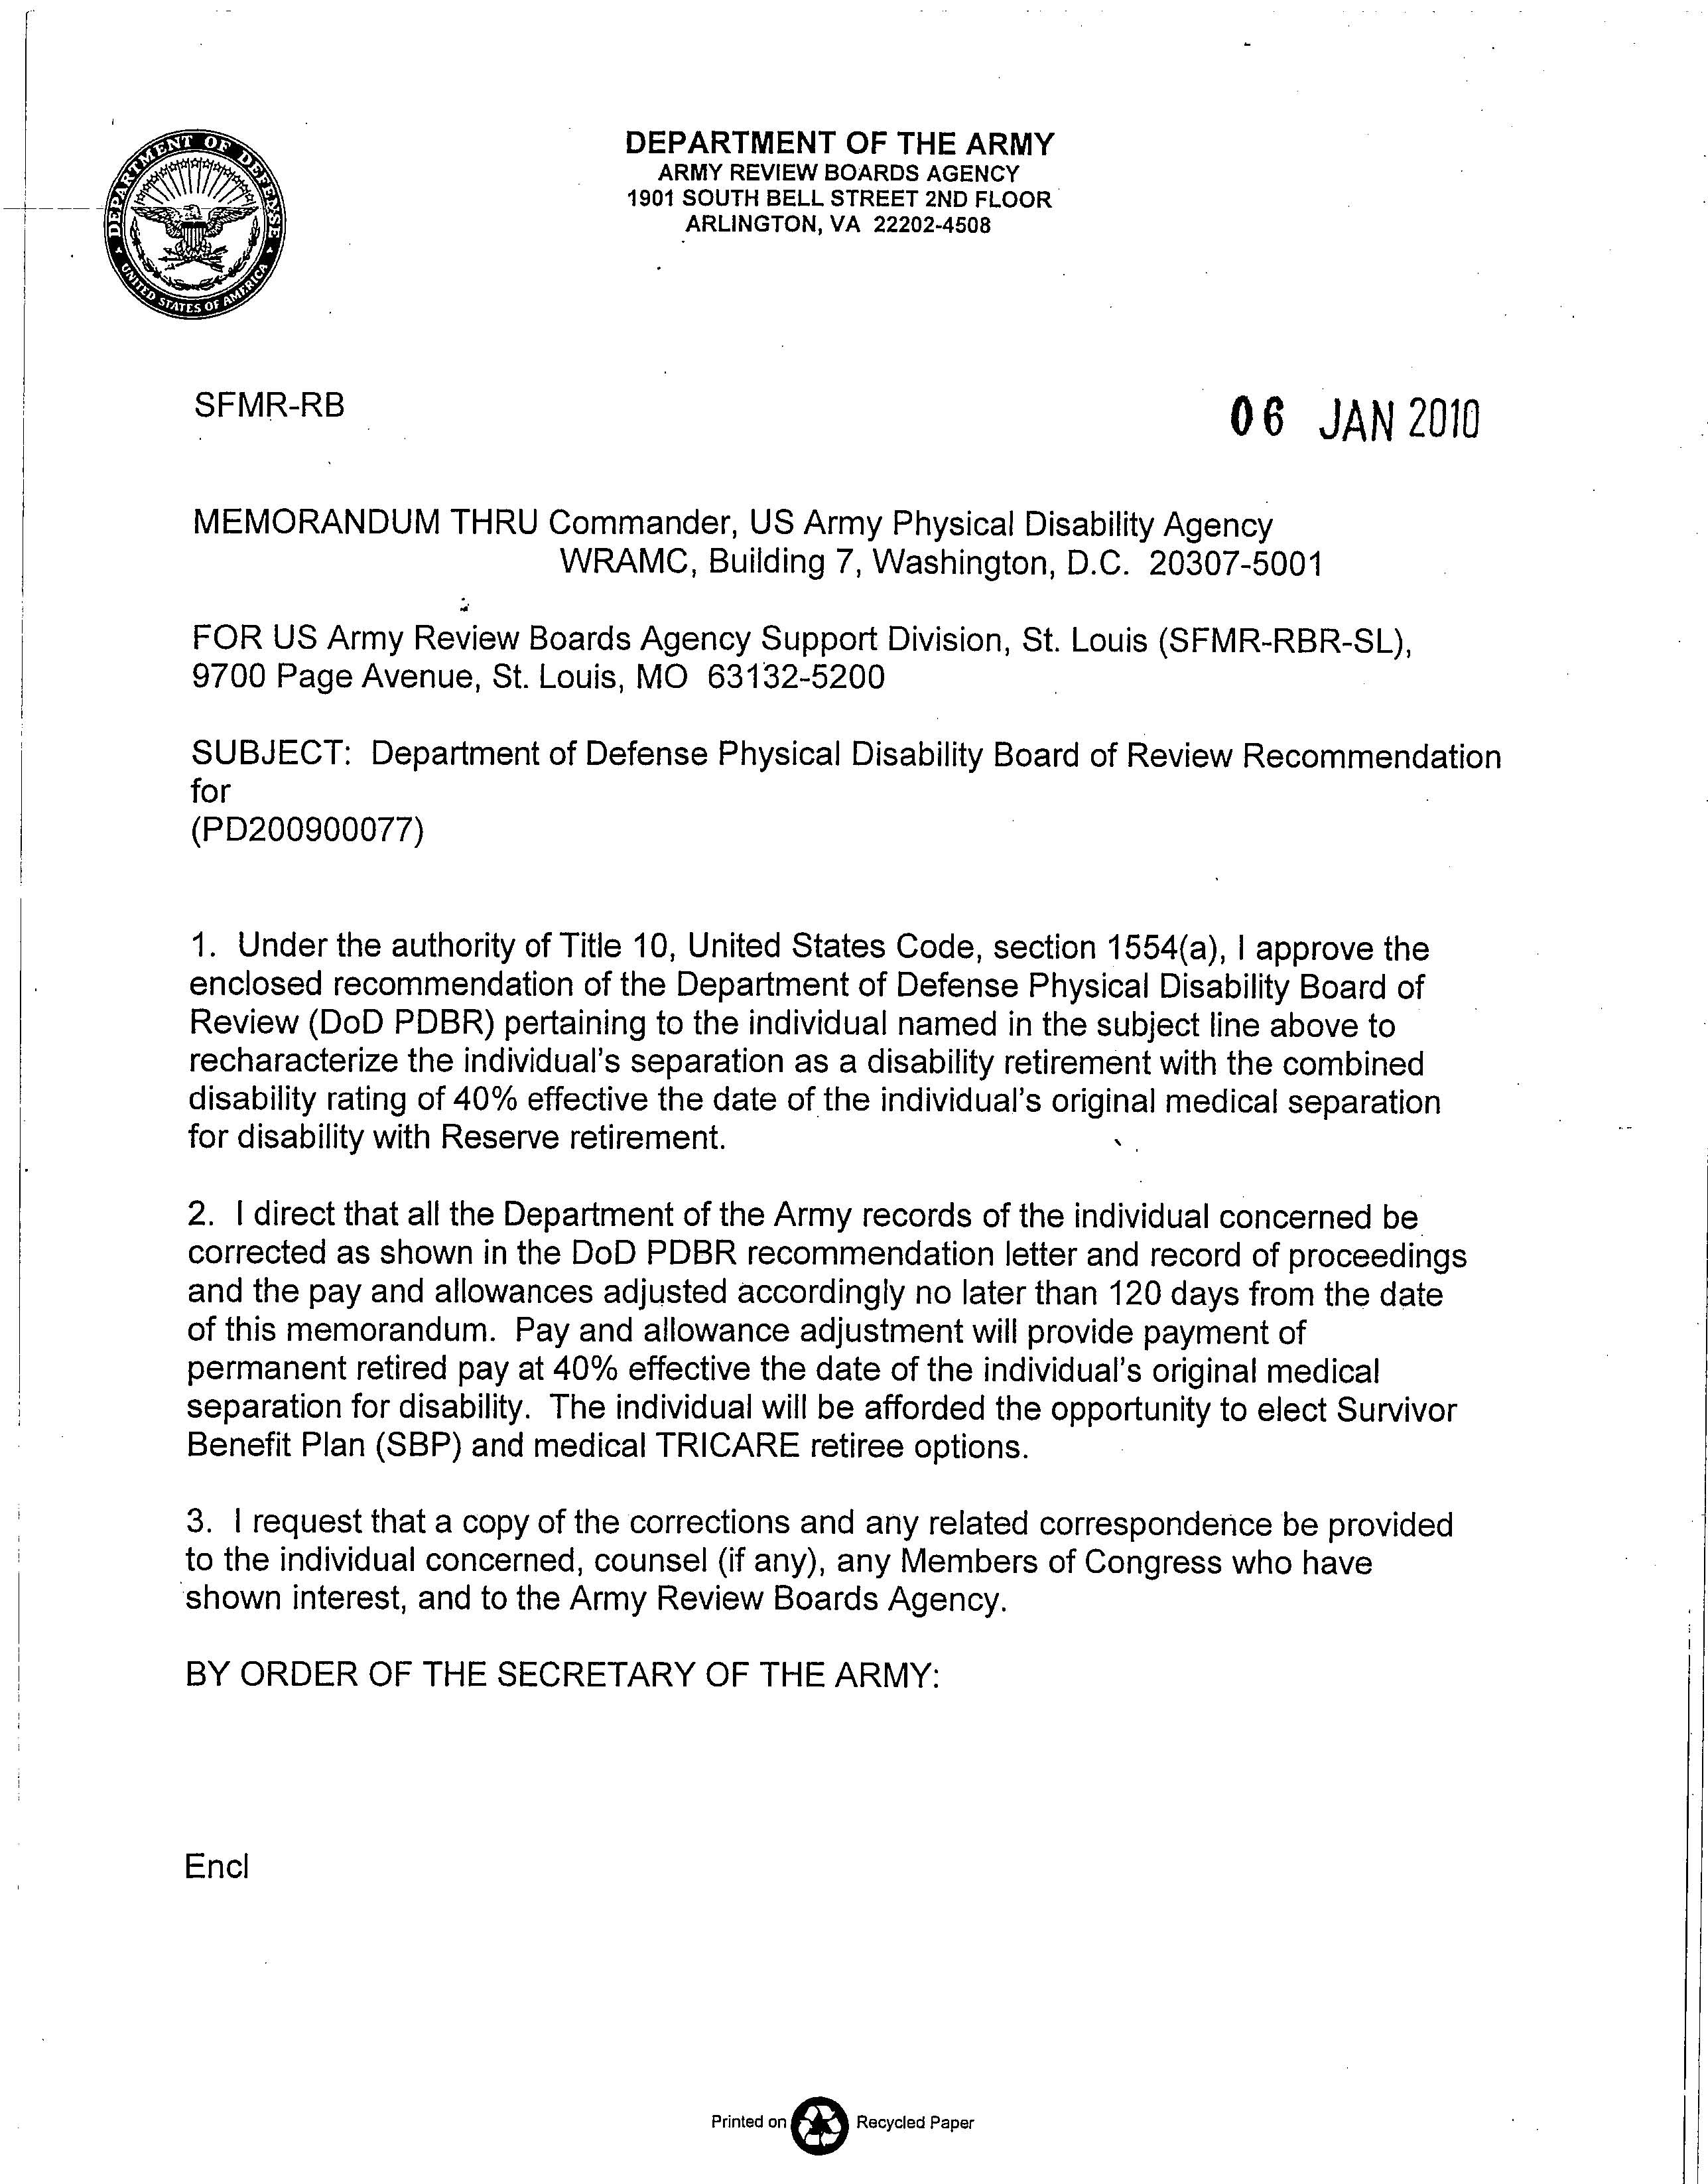 DEPARTMENT OF DEFENSE
UNITED STATES OF AMERICA
DEPARTMENT OF THE ARMY
ARMY REVIEW BOARDS AGENCY
1901 SOUTH BELL STREET 2ND FLOOR
ARLINGTON, VA 22202-4508
SFMR-RB
06 JAN 2010
MEMORANDUM THRU Commander, US Army Physical Disability Agency
WRAMC, Building 7, Washington, D.C. 20307-5001
FOR US Army Review Boards Agency Support Division, St. Louis (SFMR-RBR-SL),
9700 Page Avenue, St. Louis, MO 63132-5200
SUBJECT: Department of Defense Physical Disability Board of Review Recommendation
for
(PD200900077)
1. Under the authority of Title 10, United States Code, section 1554(a), I approve the
enclosed recommendation of the Department of Defense Physical Disability Board of
Review (DoD PDBR) pertaining to the individual named in the subject line above to
recharacterize the individual's separation as a disability retirement with the combined
disability rating of 40% effective the date of the individual's original medical separation
for disability with Reserve retirement.
2. I direct that all the Department of the Army records of the individual concerned be
corrected as shown in the DoD PDBR recommendation letter and record of proceedings
and the pay and allowances adjusted accordingly no later than 120 days from the date
of this memorandum. Pay and allowance adjustment will provide payment of
permanent retired pay at 40% effective the date of the individual's original medical
separation for disability. The individual will be afforded the opportunity to elect Survivor
Benefit Plan (SBP) and medical TRICARE retiree options.
3. I request that a copy of the corrections and any related correspondence be provided
to the individual concerned, counsel (if any), any Members of Congress who have
shown interest, and to the Army Review Boards Agency.
BY ORDER OF THE SECRETARY OF THE ARMY:
Encl
Printed on Recycled Paper